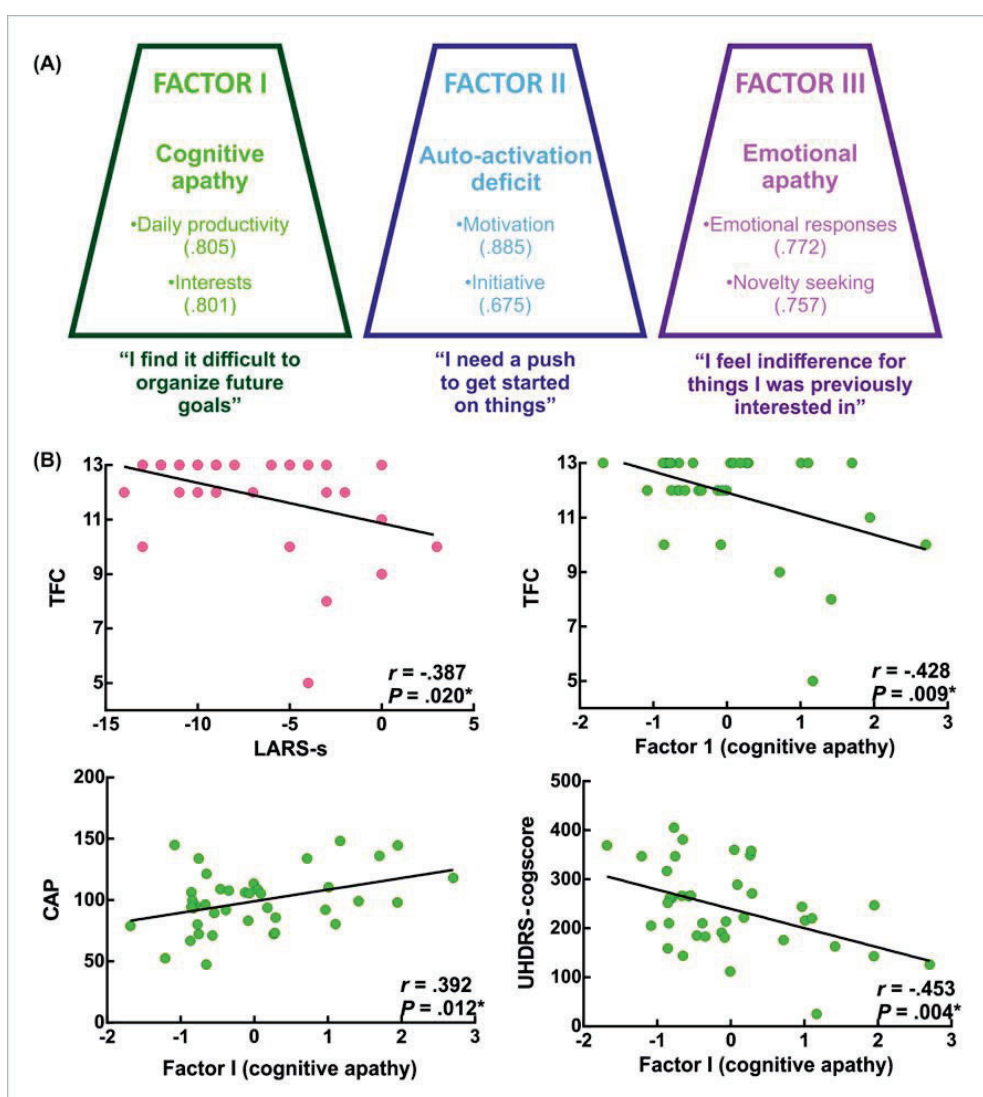 (A)
FACTOR I
Cognitive
apathy
•Daily productivity
(.805)
•Interests
(.801)
“I find it difficult to
organize future
goals”
FACTOR II
Auto-activation
deficit
•Motivation
(.885)
•Initiative
(.675)
“I need a push
to get started
on things”
FACTOR III
Emotional
apathy
•Emotional responses
(.772)
•Novelty seeking
(.757)
“I feel indifference for
things I was previously
interested in”
(B)
TFC
13
11
9
7
5
r = -.387
P = .020*
-15
-10
-5
0
5
LARS-s
TFC
13
11
9
7
5
r = -.428
P = .009*
-2
-1
0
1
2
3
Factor 1 (cognitive apathy)
CAP
200
150
100
50
0
r = .392
P = .012*
-2
-1
0
1
2
3
Factor I (cognitive apathy)
UHDRS-cogscore
500
400
300
200
100
0
r = -.453
P = .004*
-2
-1
0
1
2
3
Factor I (cognitive apathy)